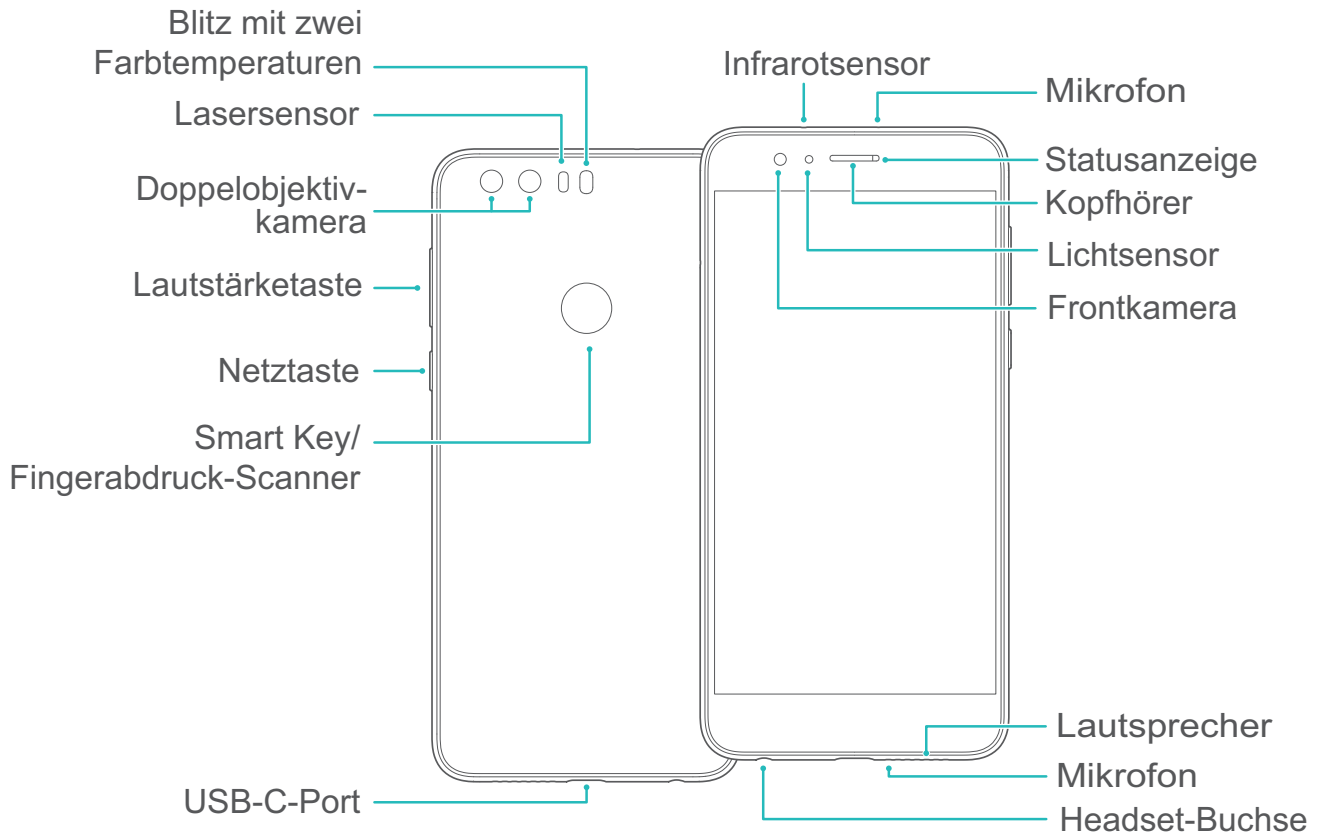 Blitz mit zwei
Farbtemperaturen
Lasersensor
Doppelobjektiv-
kamera
Lautstärketaste
Netztaste
Smart Key/
Fingerabdruck-Scanner
USB-C-Port
Infrarotsensor
Mikrofon
Statusanzeige
Kopfhörer
Lichtsensor
Frontkamera
Lautsprecher
Mikrofon
Headset-Buchse